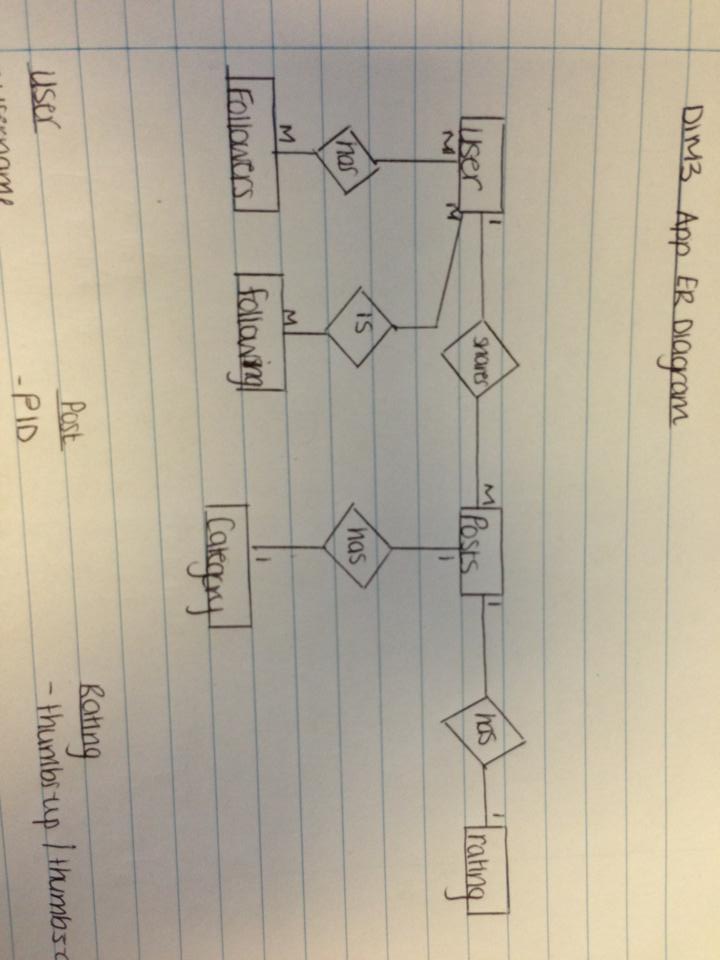 DIM3 App ER Diagram
1 M 1 1
User shares Posts has rating
M M 1
has is has
M M 1
Followers following Category
User Post Rating
username - PID - thumbs-up / thumbs